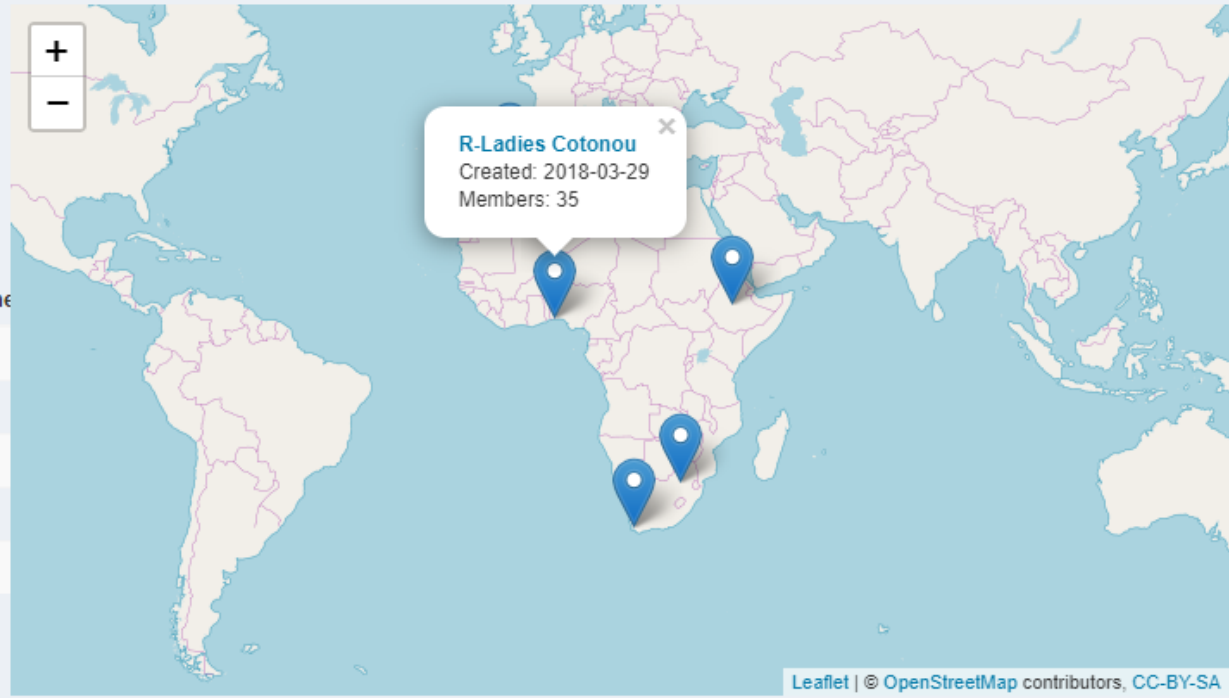 +
−
R-Ladies Cotonou
×
Created: 2018-03-29
Members: 35
Leaflet | © OpenStreetMap contributors, CC-BY-SA